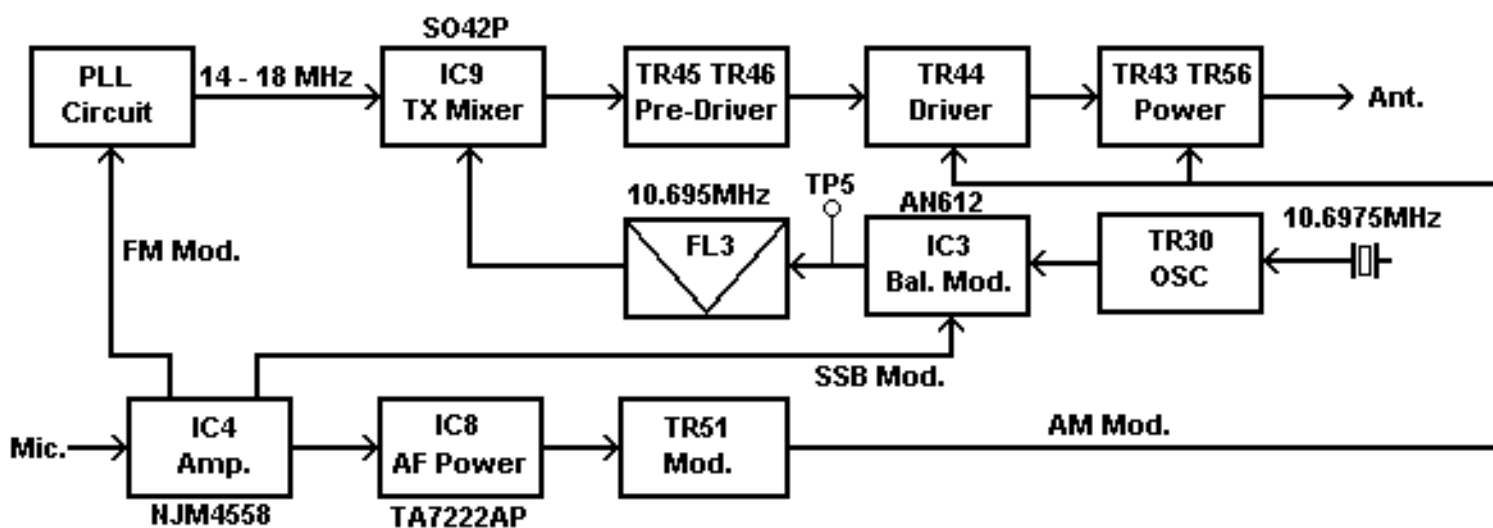 SO42P
PLL
Circuit
14 - 18 MHz
IC9
TX Mixer
TR45 TR46
Pre-Driver
TR44
Driver
TR43 TR56
Power
Ant.
10.695MHz
TP5
AN612
FM Mod.
FL3
IC3
Bal. Mod.
TR30
OSC
10.6975MHz
SSB Mod.
Mic.
IC4
Amp.
NJM4558
IC8
AF Power
TA7222AP
TR51
Mod.
AM Mod.